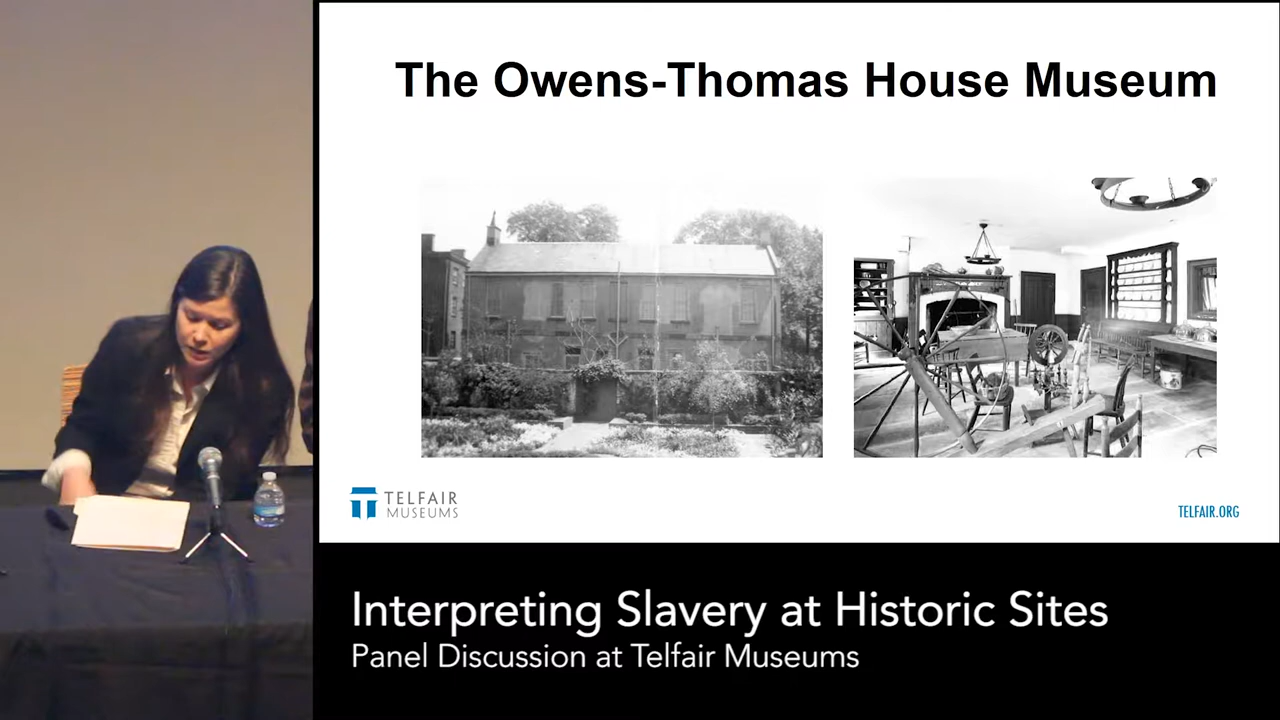 The Owens-Thomas House Museum
TELFAIR
MUSEUMS
TELFAIR.ORG
Interpreting Slavery at Historic Sites
Panel Discussion at Telfair Museums